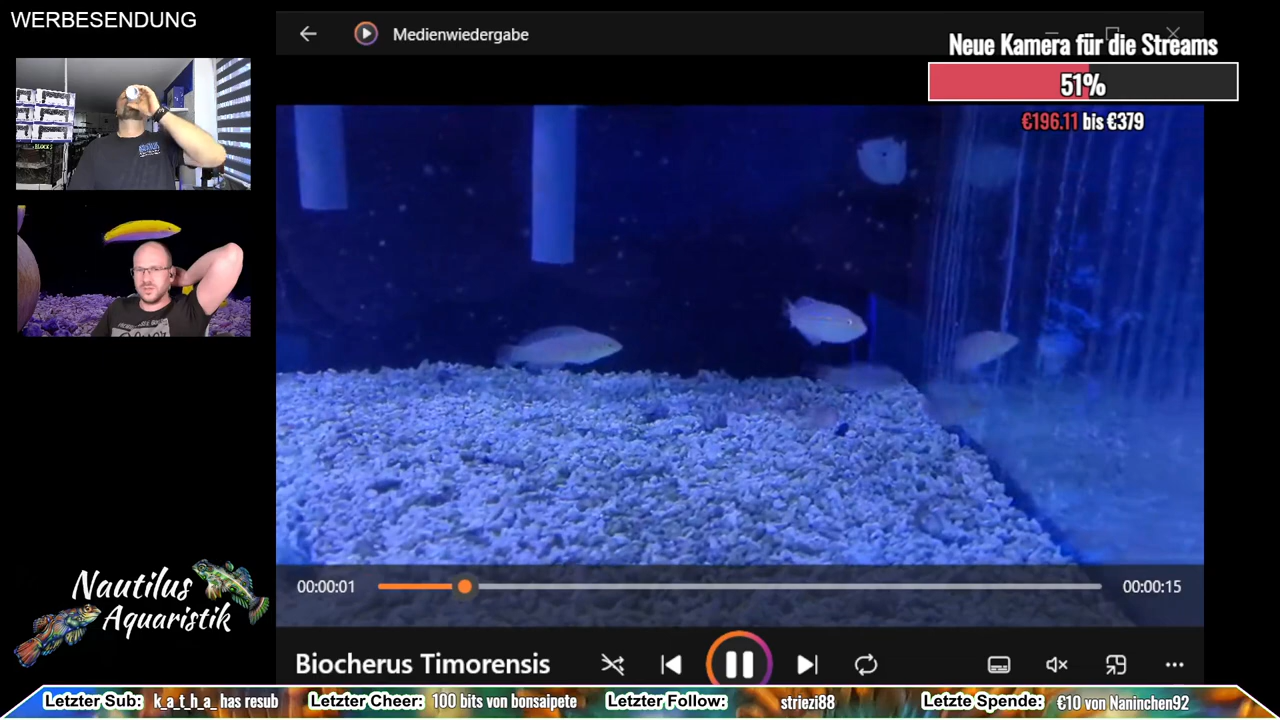 WERBESENDUNG
Medienwiedergabe
Neue Kamera für die Streams
51%
€196.11 bis €379
Nautilus
Aquaristik
00:00:01
00:00:15
Biocherus Timorensis
Letzter Sub: k_a_t_h_a_ has resub
Letzter Cheer: 100 bits von bonsaipete
Letzter Follow: striezi88
Letzte Spende: €10 von Naninchen92